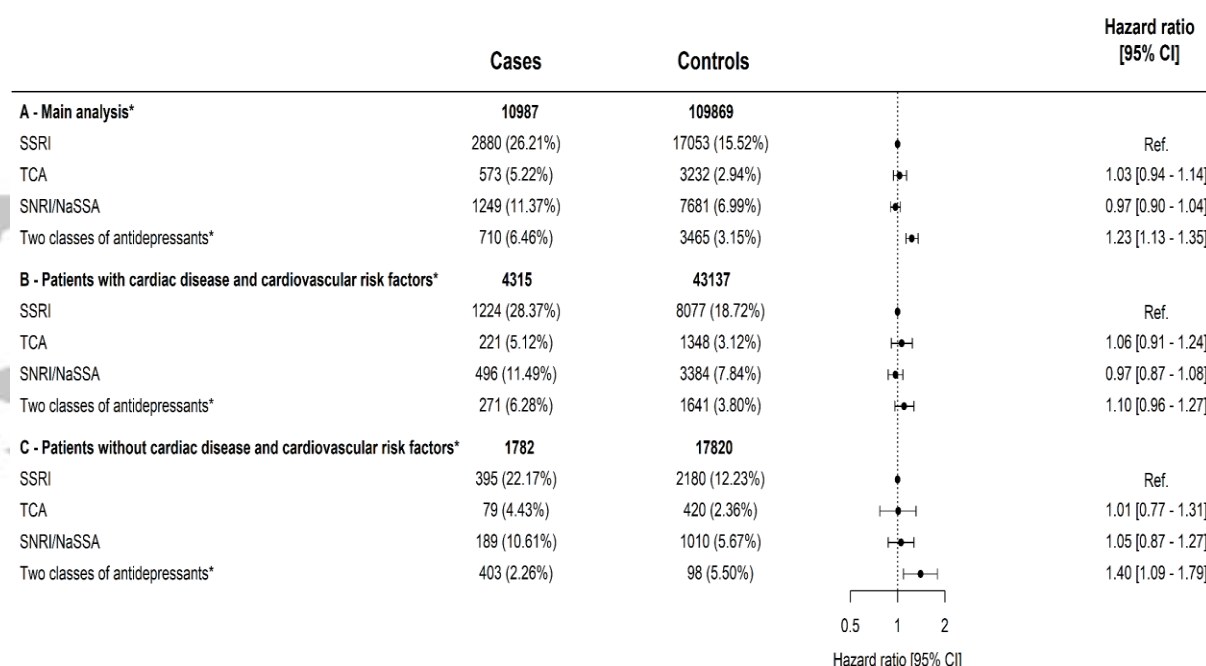 Cases Controls Hazard ratio
[95% CI]
A - Main analysis* 10987 109869
SSRI 2880 (26.21%) 17053 (15.52%) Ref.
TCA 573 (5.22%) 3232 (2.94%) 1.03 [0.94 - 1.14]
SNRI/NaSSA 1249 (11.37%) 7681 (6.99%) 0.97 [0.90 - 1.04]
Two classes of antidepressants* 710 (6.46%) 3465 (3.15%) 1.23 [1.13 - 1.35]
B - Patients with cardiac disease and cardiovascular risk factors* 4315 43137
SSRI 1224 (28.37%) 8077 (18.72%) Ref.
TCA 221 (5.12%) 1348 (3.12%) 1.06 [0.91 - 1.24]
SNRI/NaSSA 496 (11.49%) 3384 (7.84%) 0.97 [0.87 - 1.08]
Two classes of antidepressants* 271 (6.28%) 1641 (3.80%) 1.10 [0.96 - 1.27]
C - Patients without cardiac disease and cardiovascular risk factors* 1782 17820
SSRI 395 (22.17%) 2180 (12.23%) Ref.
TCA 79 (4.43%) 420 (2.36%) 1.01 [0.77 - 1.31]
SNRI/NaSSA 189 (10.61%) 1010 (5.67%) 1.05 [0.87 - 1.27]
Two classes of antidepressants* 403 (2.26%) 98 (5.50%) 1.40 [1.09 - 1.79]
0.5 1 2
Hazard ratio [95% CI]